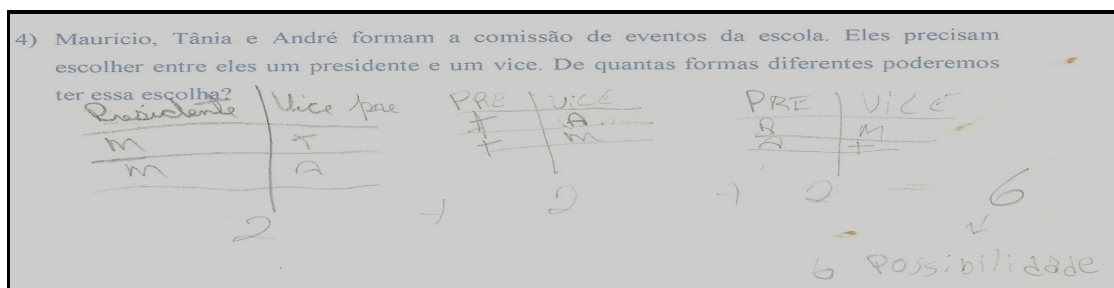 4) Maurício, Tânia e André formam a comissão de eventos da escola. Eles precisam
escolher entre eles um presidente e um vice. De quantas formas diferentes poderemos
ter essa escolha?
Presidente Vice pre
M T
M A
2
PRE VICE
T A
T M
+ 2
PRE VICE
A M
A T
+ 2 = 6
6 Possibilidade